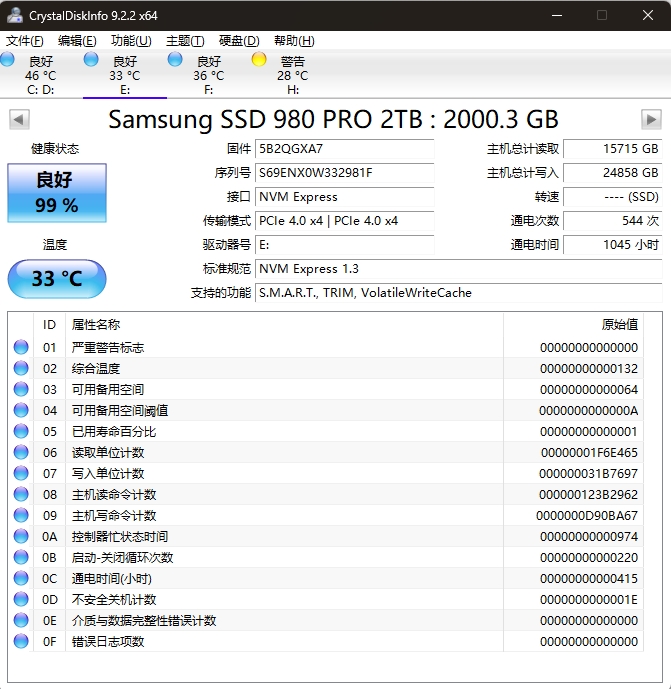 CrystalDiskInfo 9.2.2 x64
文件(F) 编辑(E) 功能(U) 主题(T) 硬盘(D) 帮助(H)
良好 良好 良好 警告
46 °C 33 °C 36 °C 28 °C
C: D: E: F: H:
Samsung SSD 980 PRO 2TB : 2000.3 GB
健康状态 固件 5B2QGXA7 主机总计读取 15715 GB
良好 序列号 S69ENX0W332981F 主机总计写入 24858 GB
99 % 接口 NVM Express 转速 ---- (SSD)
传输模式 PCIe 4.0 x4 | PCIe 4.0 x4 通电次数 544 次
温度 驱动器号 E: 通电时间 1045 小时
33 °C 标准规范 NVM Express 1.3
支持的功能 S.M.A.R.T., TRIM, VolatileWriteCache
ID 属性名称 原始值
01 严重警告标志 00000000000000
02 综合温度 00000000000132
03 可用备用空间 00000000000064
04 可用备用空间阈值 0000000000000A
05 已用寿命百分比 00000000000001
06 读取单位计数 00000001F6E465
07 写入单位计数 000000031B7697
08 主机读命令计数 000000123B2962
09 主机写命令计数 0000000D90BA67
0A 控制器忙状态时间 00000000000974
0B 启动-关闭循环次数 00000000000220
0C 通电时间(小时) 00000000000415
0D 不安全关机计数 0000000000001E
0E 介质与数据完整性错误计数 00000000000000
0F 错误日志项数 00000000000000